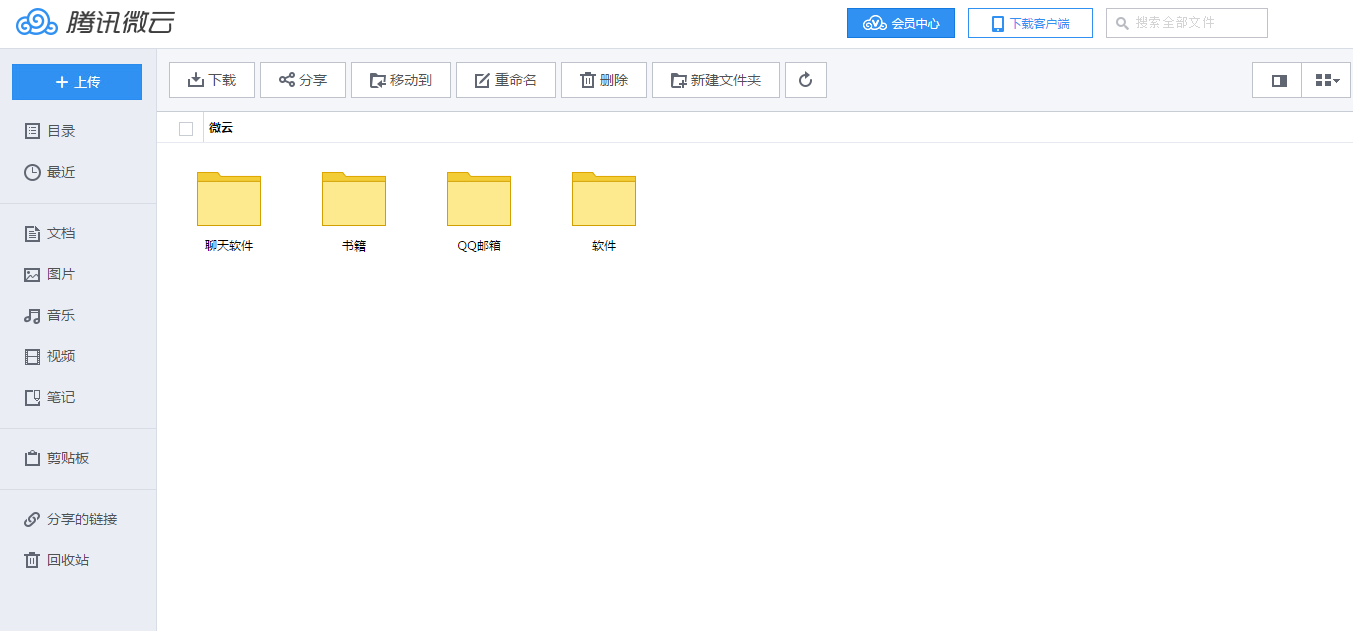 腾讯微云
会员中心
下载客户端
搜索全部文件
上传
下载
分享
移动到
重命名
删除
新建文件夹
目录
最近
文档
图片
音乐
视频
笔记
剪贴板
分享的链接
回收站
微云
聊天软件
书籍
QQ邮箱
软件